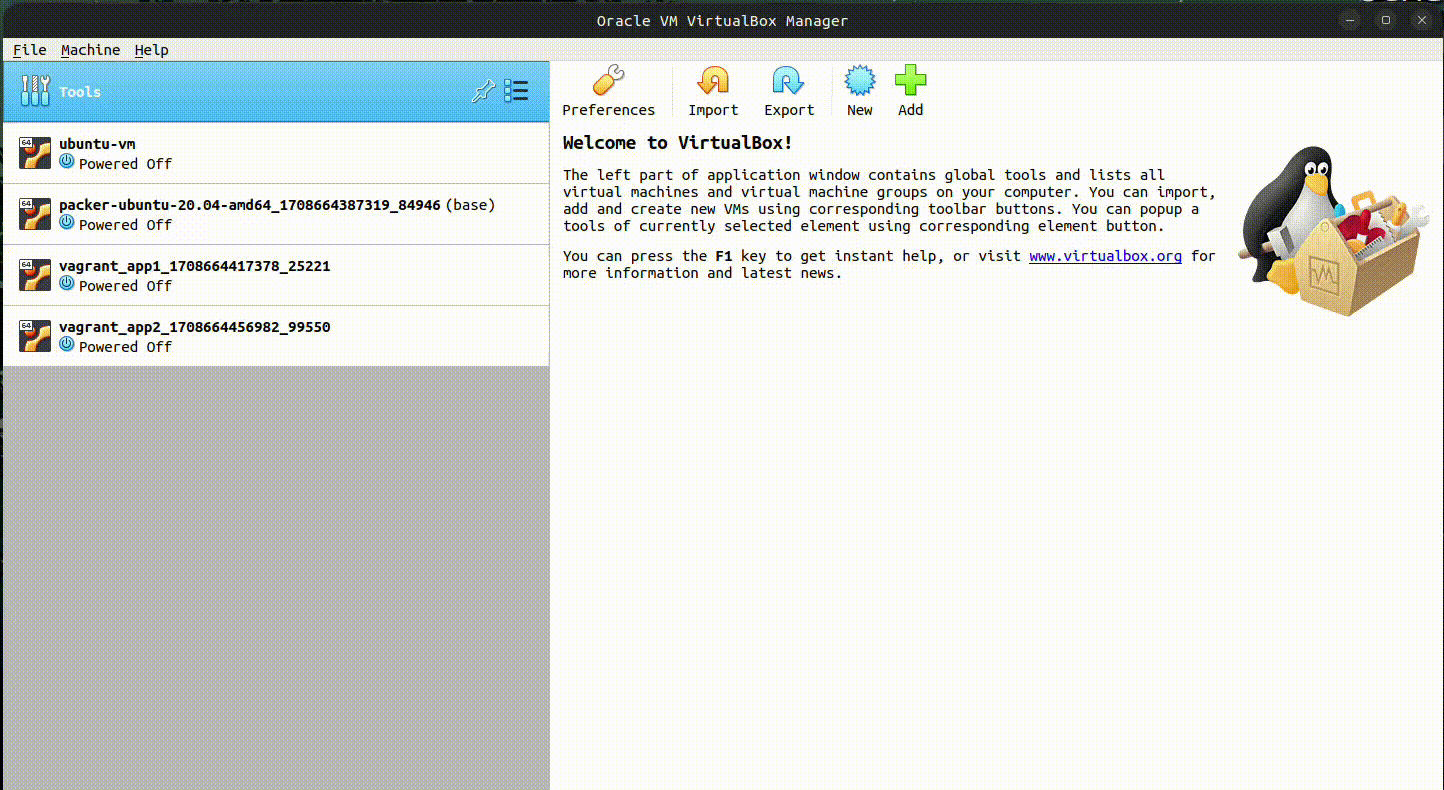 Oracle VM VirtualBox Manager
File Machine Help
Tools
64
ubuntu-vm
Powered Off
64
packer-ubuntu-20.04-amd64_1708664387319_84946 (base)
Powered Off
64
vagrant_app1_1708664417378_25221
Powered Off
64
vagrant_app2_1708664456982_99550
Powered Off
Preferences Import Export New Add
Welcome to VirtualBox!
The left part of application window contains global tools and lists all
virtual machines and virtual machine groups on your computer. You can import,
add and create new VMs using corresponding toolbar buttons. You can popup a
tools of currently selected element using corresponding element button.
You can press the F1 key to get instant help, or visit www.virtualbox.org for
more information and latest news.